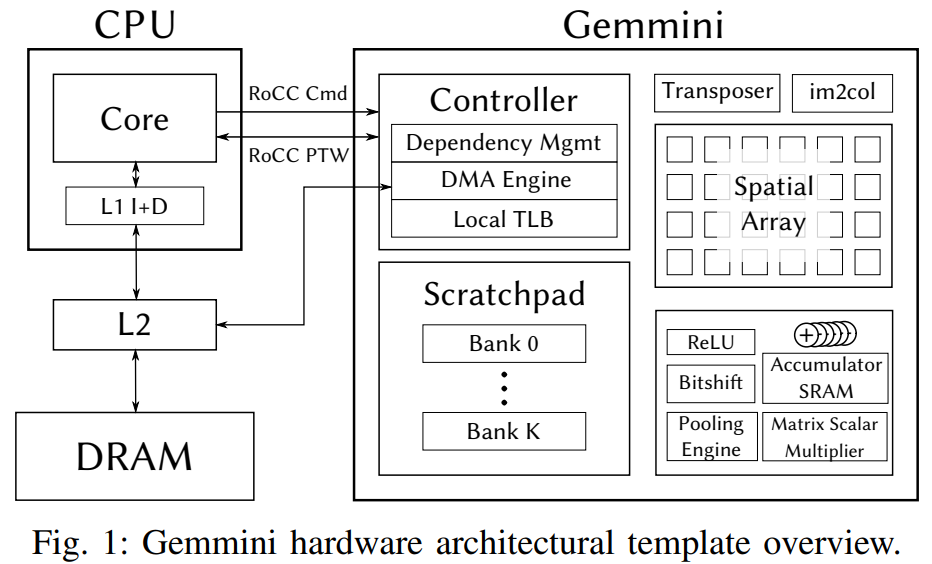 CPU
Gemmini
Core
L1 I+D
L2
DRAM
RoCC Cmd
RoCC PTW
Controller
Dependency Mgmt
DMA Engine
Local TLB
Scratchpad
Bank 0
Bank K
Transposer
im2col
Spatial
Array
ReLU
Bitshift
Pooling
Engine
+
Accumulator
SRAM
Matrix Scalar
Multiplier
Fig. 1: Gemmini hardware architectural template overview.